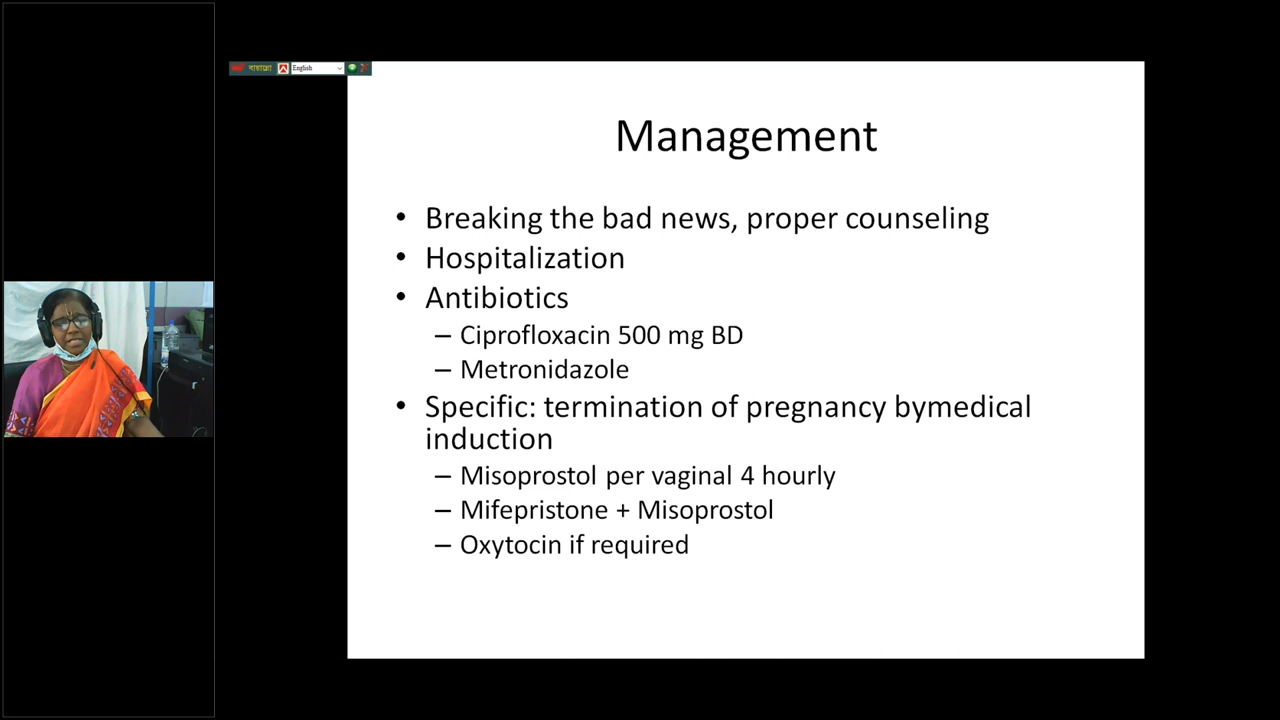 English
Management
• Breaking the bad news, proper counseling
• Hospitalization
• Antibiotics
– Ciprofloxacin 500 mg BD
– Metronidazole
• Specific: termination of pregnancy bymedical
induction
– Misoprostol per vaginal 4 hourly
– Mifepristone + Misoprostol
– Oxytocin if required